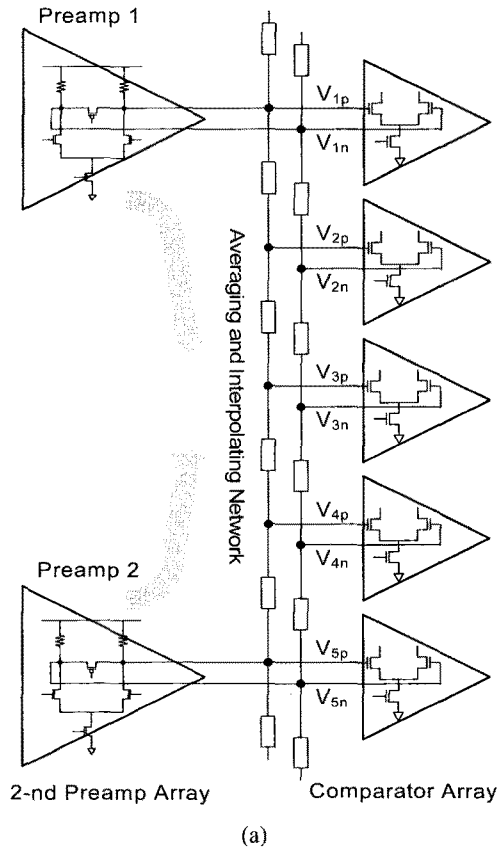 Preamp 1
V1p
V1n
V2p
V2n
Averaging and Interpolating Network
V3p
V3n
V4p
V4n
Preamp 2
V5p
V5n
2-nd Preamp Array
Comparator Array
(a)